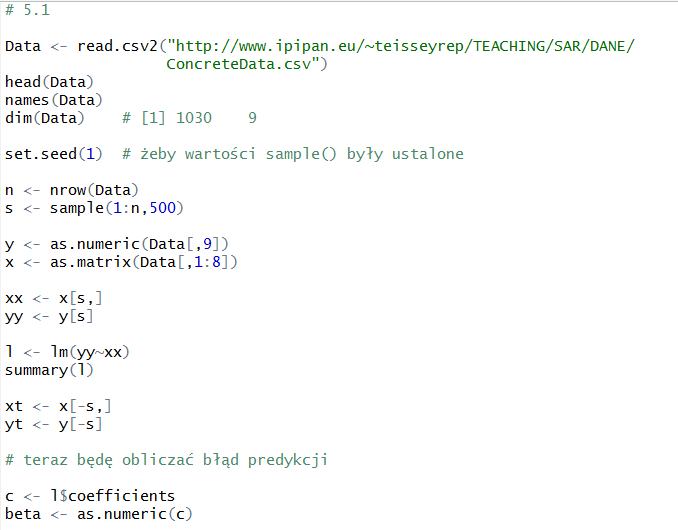 # 5.1
Data <- read.csv2("http://www.ipipan.eu/~teisseyrep/TEACHING/SAR/DANE/
ConcreteData.csv")
head(Data)
names(Data)
dim(Data)    # [1] 1030    9
set.seed(1)  # żeby wartości sample() były ustalone
n <- nrow(Data)
s <- sample(1:n,500)
y <- as.numeric(Data[,9])
x <- as.matrix(Data[,1:8])
xx <- x[s,]
yy <- y[s]
l <- lm(yy~xx)
summary(l)
xt <- x[-s,]
yt <- y[-s]
# teraz będę obliczać błąd predykcji
c <- l$coefficients
beta <- as.numeric(c)